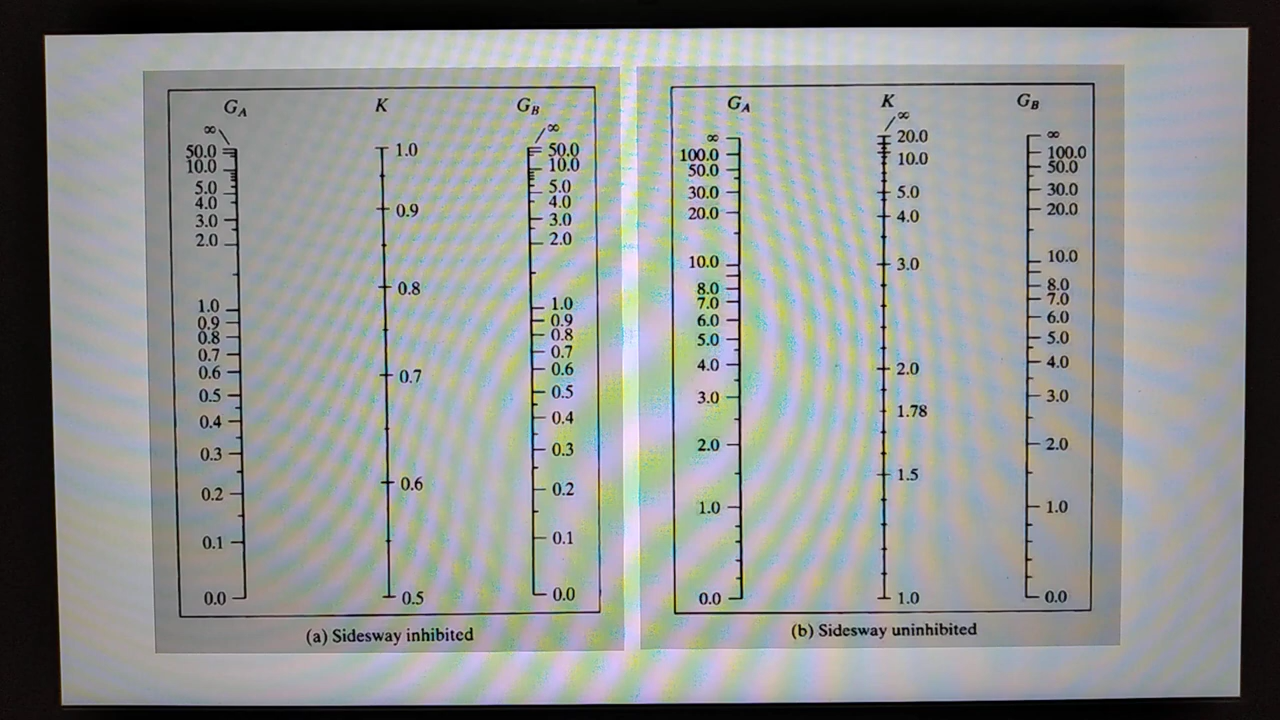 G_A K G_B
∞ ∞
50.0 1.0 50.0
10.0 10.0
5.0 5.0
4.0 0.9 4.0
3.0 3.0
2.0 2.0
0.8
1.0 1.0
0.9 0.9
0.8 0.8
0.7 0.7
0.6 0.7 0.6
0.5 0.5
0.4 0.4
0.3 0.3
0.2 0.6 0.2
0.1 0.1
0.0 0.5 0.0
(a) Sidesway inhibited
G_A K G_B
∞ ∞ ∞
20.0
100.0 10.0 100.0
50.0 50.0
30.0 5.0 30.0
20.0 4.0 20.0
10.0 3.0 10.0
8.0 8.0
7.0 7.0
6.0 6.0
5.0 5.0
4.0 2.0 4.0
3.0 1.78 3.0
2.0 2.0
1.5
1.0 1.0
0.0 1.0 0.0
(b) Sidesway uninhibited